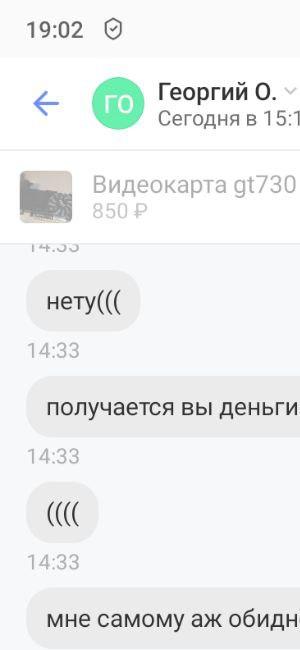 19:02
ГО
Георгий О.
Сегодня в 15:1
Видеокарта gt730
850 ₽
14:33
нету(((
14:33
получается вы деньги
14:33
((((
14:33
мне самому аж обидн